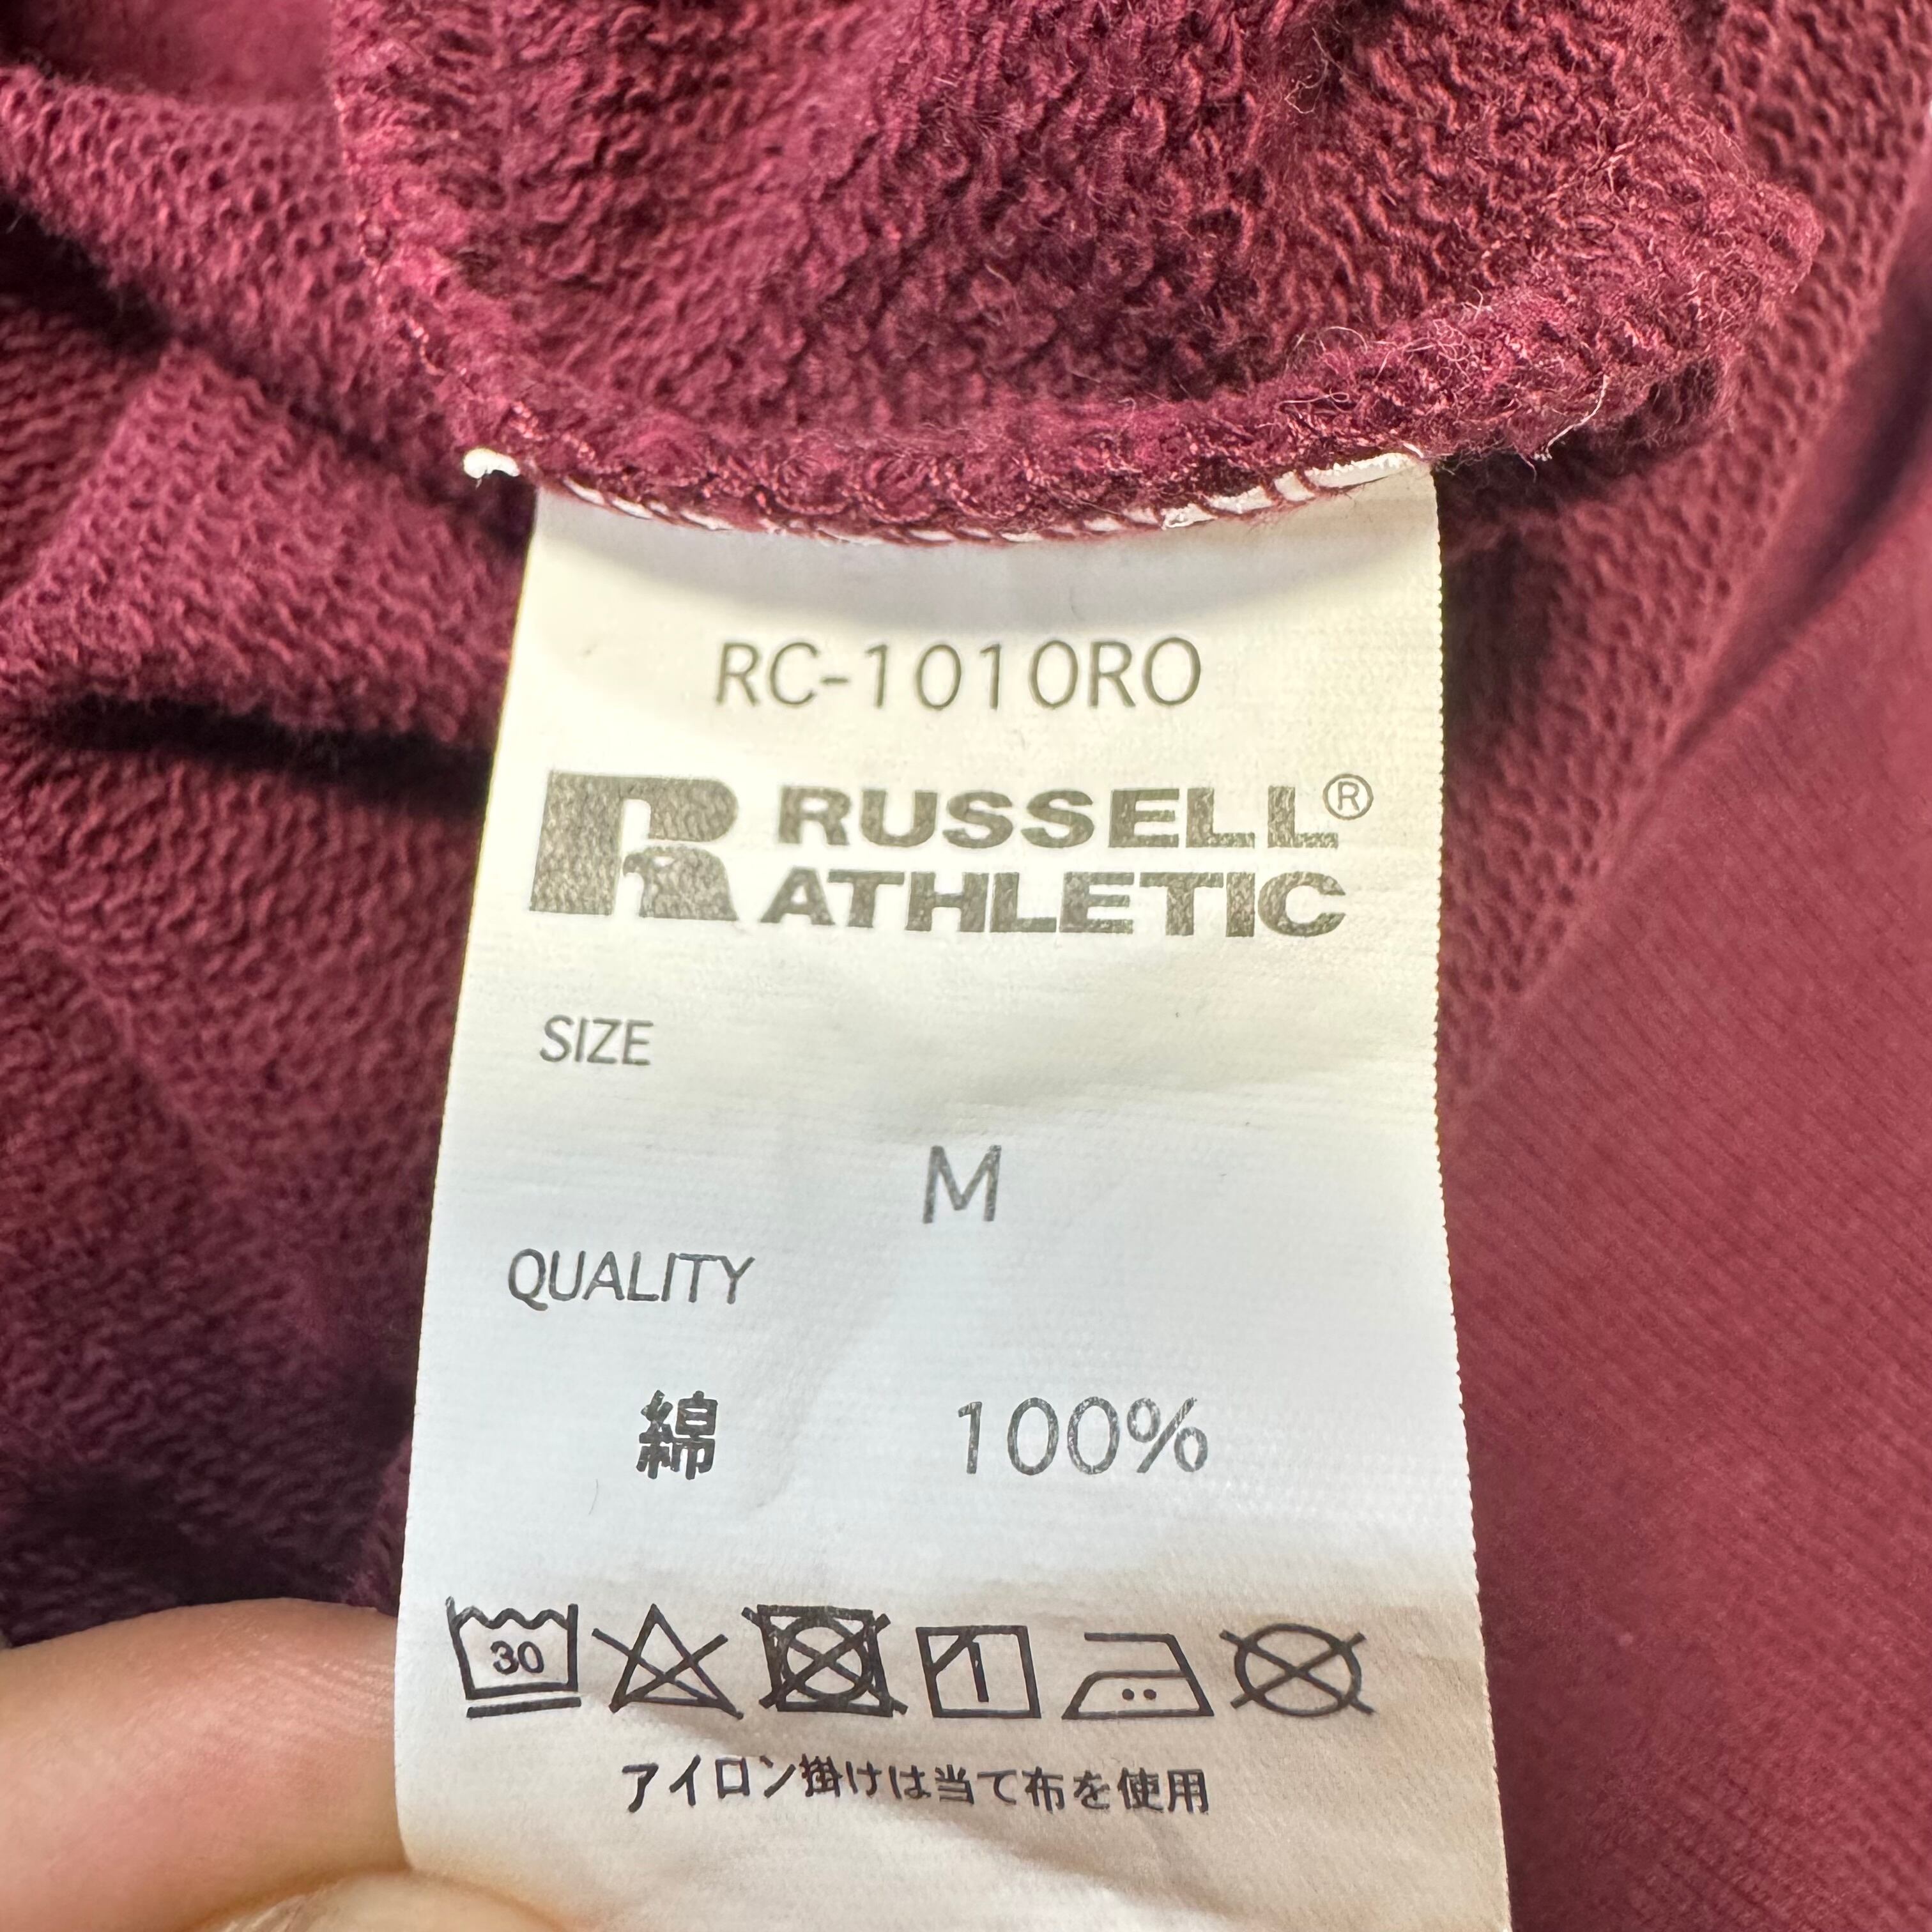 RC-1010RO
RUSSELL®
ATHLETIC
SIZE
M
QUALITY
綿 100%
30
アイロン掛けは当て布を使用